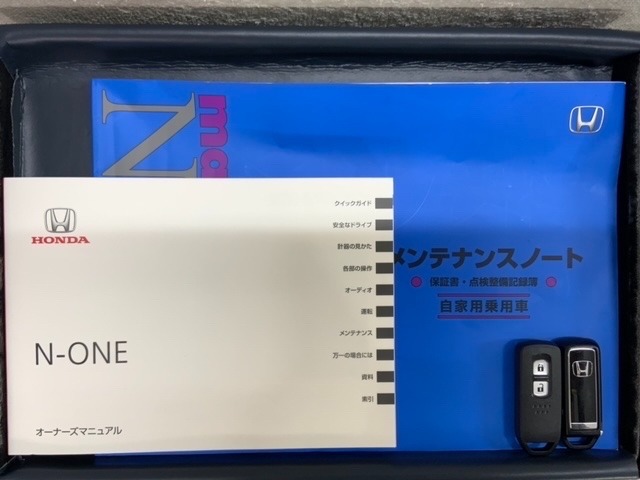 HONDA
N-ONE
オーナーズマニュアル
クイックガイド
安全なドライブ
計器の見かた
各部の操作
オーディオ
運転
メンテナンス
万一の場合には
資料
索引
ma
N
メンテナンスノート
保証書・点検整備記録簿
自家用乗用車